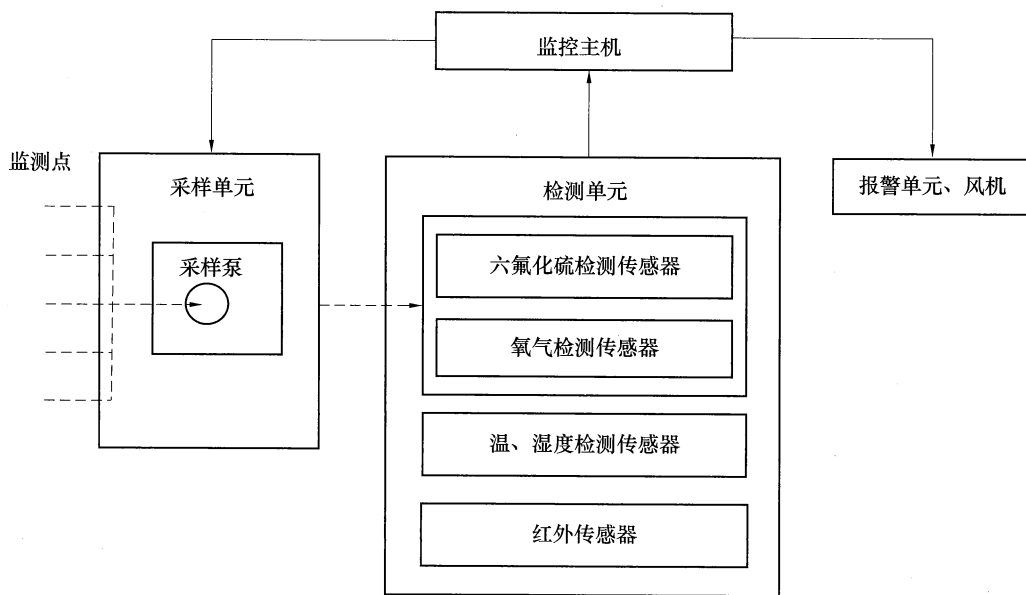 监控主机
监测点
采样单元
采样泵
检测单元
六氟化硫检测传感器
氧气检测传感器
温、湿度检测传感器
红外传感器
报警单元、风机